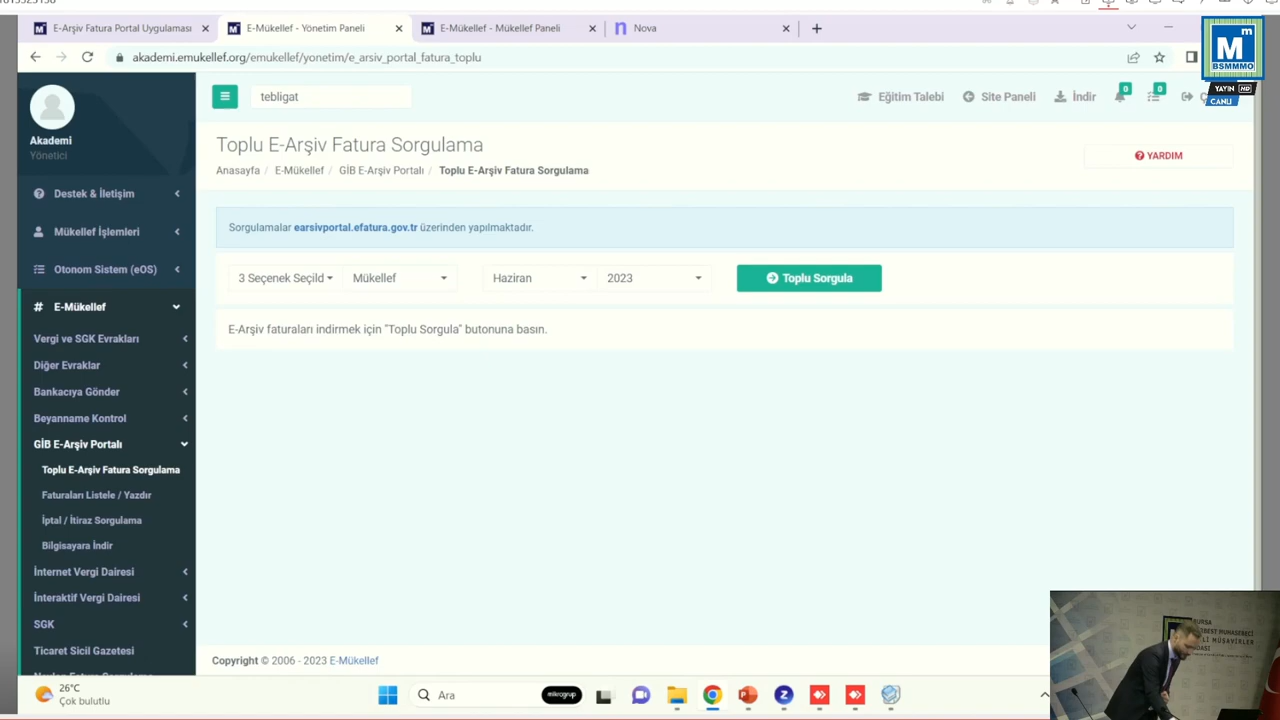 E-Arşiv Fatura Portal Uygulaması
E-Mükellef - Yönetim Paneli
E-Mükellef - Mükellef Paneli
Nova
akademi.emukellef.org/emukellef/yonetim/e_arsiv_portal_fatura_toplu
BSMMMO
YAYIN HD
CANLI
Akademi
Yönetici
tebligat
Eğitim Talebi
Site Paneli
İndir
0
0
Toplu E-Arşiv Fatura Sorgulama
Anasayfa / E-Mükellef / GİB E-Arşiv Portalı / Toplu E-Arşiv Fatura Sorgulama
YARDIM
Sorgulamalar earsivportal.efatura.gov.tr üzerinden yapılmaktadır.
3 Seçenek Seçild
Mükellef
Haziran
2023
Toplu Sorgula
E-Arşiv faturaları indirmek için "Toplu Sorgula" butonuna basın.
Destek & İletişim
Mükellef İşlemleri
Otonom Sistem (eOS)
E-Mükellef
Vergi ve SGK Evrakları
Diğer Evraklar
Bankacıya Gönder
Beyanname Kontrol
GİB E-Arşiv Portalı
Toplu E-Arşiv Fatura Sorgulama
Faturaları Listele / Yazdır
İptal / İtiraz Sorgulama
Bilgisayara İndir
İnternet Vergi Dairesi
İnteraktif Vergi Dairesi
SGK
Ticaret Sicil Gazetesi
Copyright © 2006 - 2023 E-Mükellef
26°C
Çok bulutlu
Ara
mikrogrup